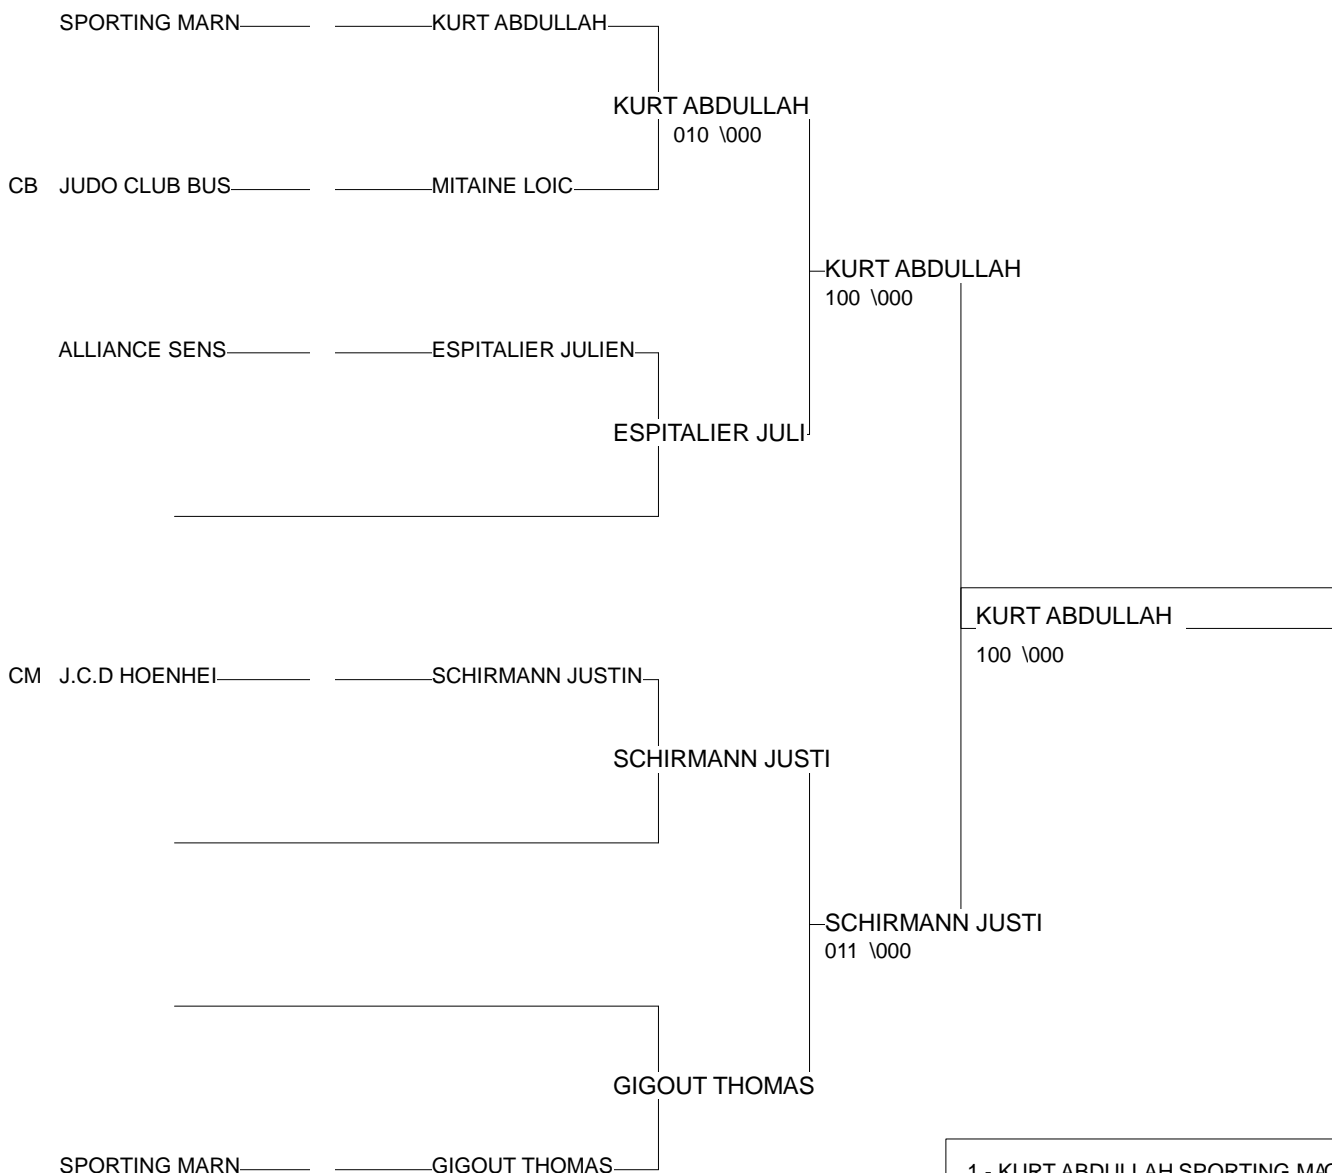 SPORTING MARN KURT ABDULLAH
KURT ABDULLAH
010 \000
CB JUDO CLUB BUS MITAINE LOIC
KURT ABDULLAH
100 \000
ALLIANCE SENS ESPITALIER JULIEN
ESPITALIER JULI
KURT ABDULLAH
100 \000
CM J.C.D HOENHEI SCHIRMANN JUSTIN
SCHIRMANN JUSTI
SCHIRMANN JUSTI
011 \000
GIGOUT THOMAS
SPORTING MARN GIGOUT THOMAS
1 - KURT ABDULLAH SPORTING